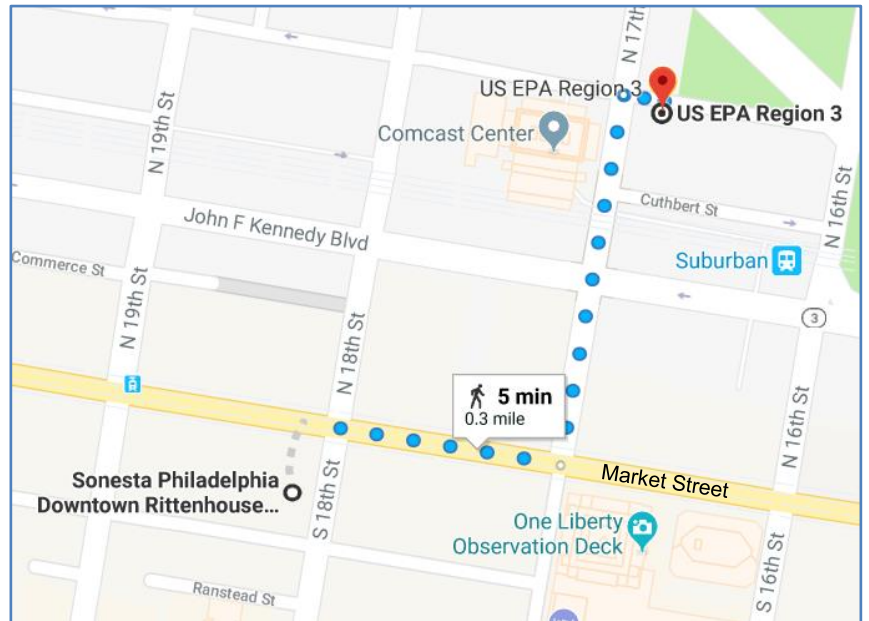 N 17th
US EPA Region 3
US EPA Region 3
Comcast Center
N 19th St
N 18th St
Cuthbert St
N 16th St
John F Kennedy Blvd
Suburban
Commerce St
N 19th St
3
N 18th St
5 min
0.3 mile
N 16th St
Market Street
Sonesta Philadelphia
Downtown Rittenhouse...
S 18th St
One Liberty
Observation Deck
Ranstead St
S 16th St